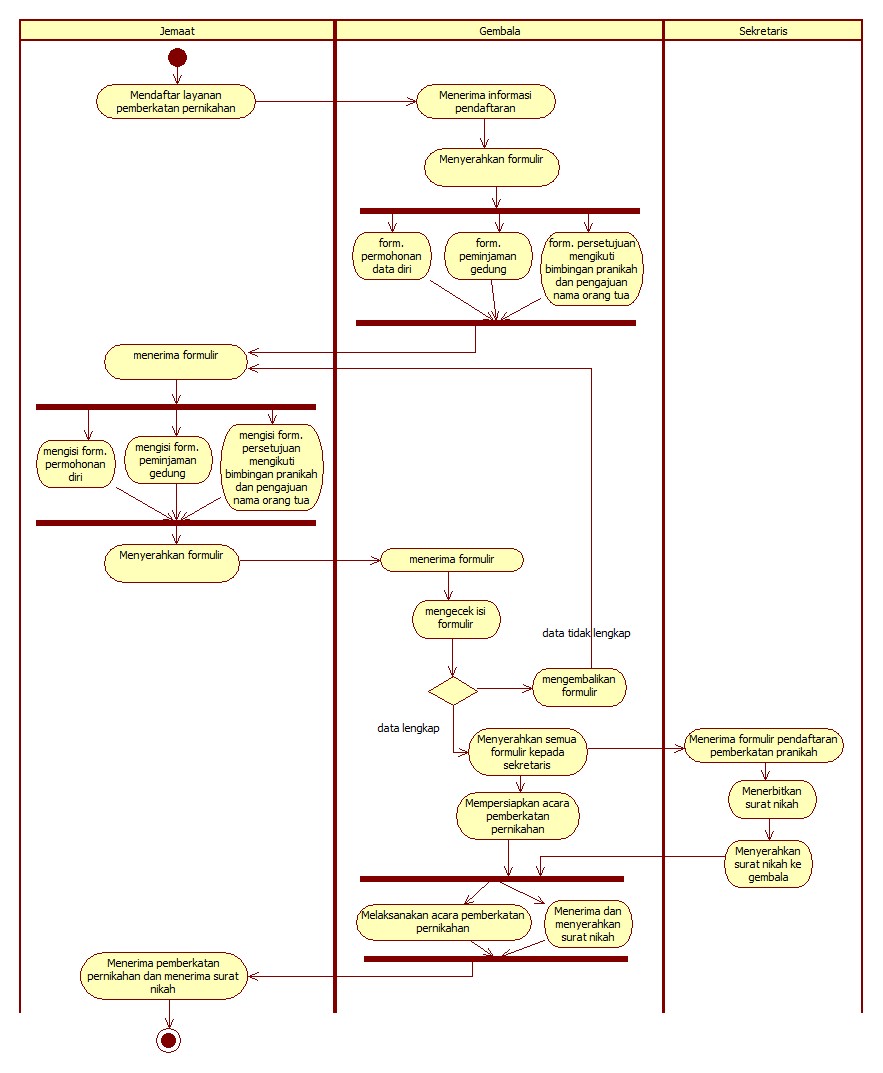 Jemaat
Gembala
Sekretaris
Mendaftar layanan
pemberkatan pernikahan
Menerima informasi
pendaftaran
Menyerahkan formulir
form.
permohonan
data diri
form.
peminjaman
gedung
form. persetujuan
mengikuti
bimbingan pranikah
dan pengajuan
nama orang tua
menerima formulir
mengisi form.
permohonan
diri
mengisi form.
peminjaman
gedung
mengisi form.
persetujuan
mengikuti
bimbingan pranikah
dan pengajuan
nama orang tua
Menyerahkan formulir
menerima formulir
mengecek isi
formulir
data tidak lengkap
mengembalikan
formulir
data lengkap
Menyerahkan semua
formulir kepada
sekretaris
Menerima formulir pendaftaran
pemberkatan pranikah
Menerbitkan
surat nikah
Mempersiapkan acara
pemberkatan
pernikahan
Menyerahkan
surat nikah ke
gembala
Melaksanakan acara pemberkatan
pernikahan
Menerima dan
menyerahkan
surat nikah
Menerima pemberkatan
pernikahan dan menerima surat
nikah